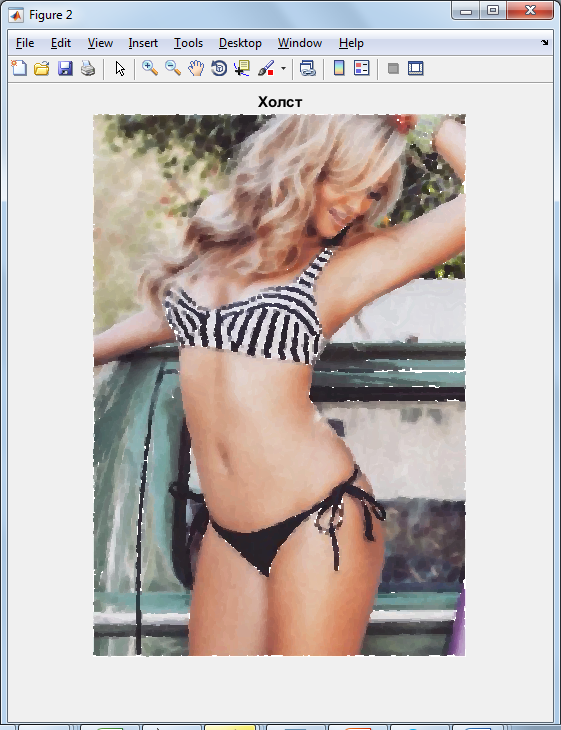 Figure 2
File Edit View Insert Tools Desktop Window Help
Холст